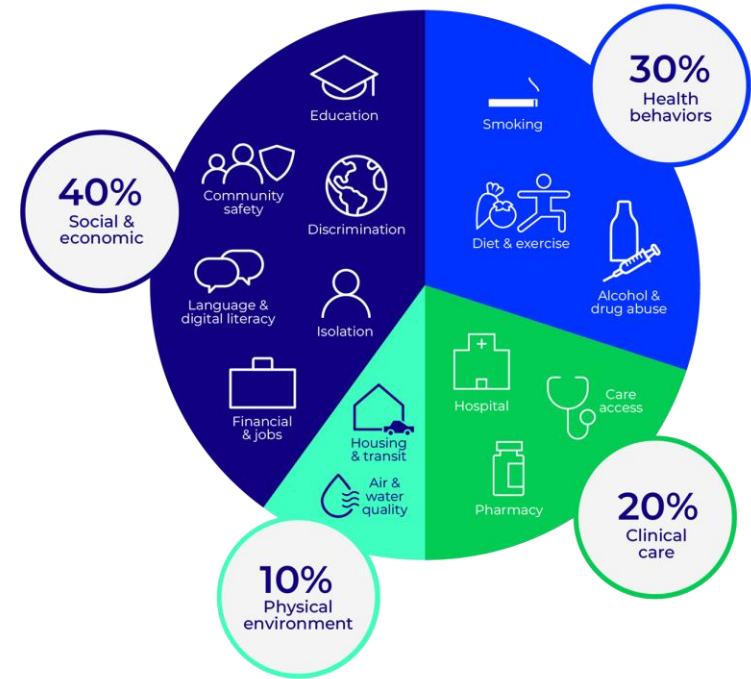 30%
Health
behaviors
Education
Smoking
Community
safety
40%
Social &
economic
Discrimination
Diet & exercise
Language &
digital literacy
Isolation
Alcohol &
drug abuse
Financial
& jobs
Housing
& transit
Air &
water
quality
Hospital
Care
access
Pharmacy
20%
Clinical
care
10%
Physical
environment